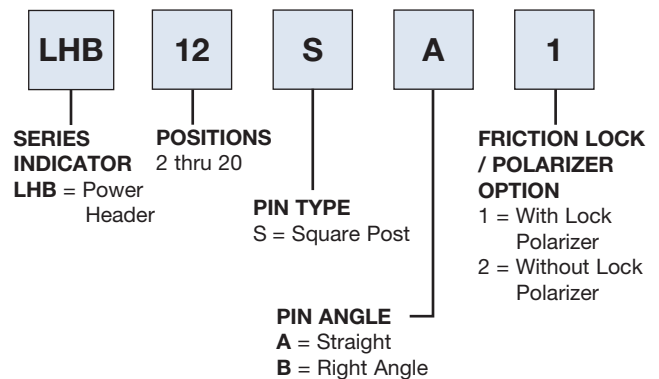 LHB 12 S A 1
SERIES
INDICATOR
LHB = Power
Header
POSITIONS
2 thru 20
PIN TYPE
S = Square Post
PIN ANGLE
A = Straight
B = Right Angle
FRICTION LOCK
/ POLARIZER
OPTION
1 = With Lock
Polarizer
2 = Without Lock
Polarizer